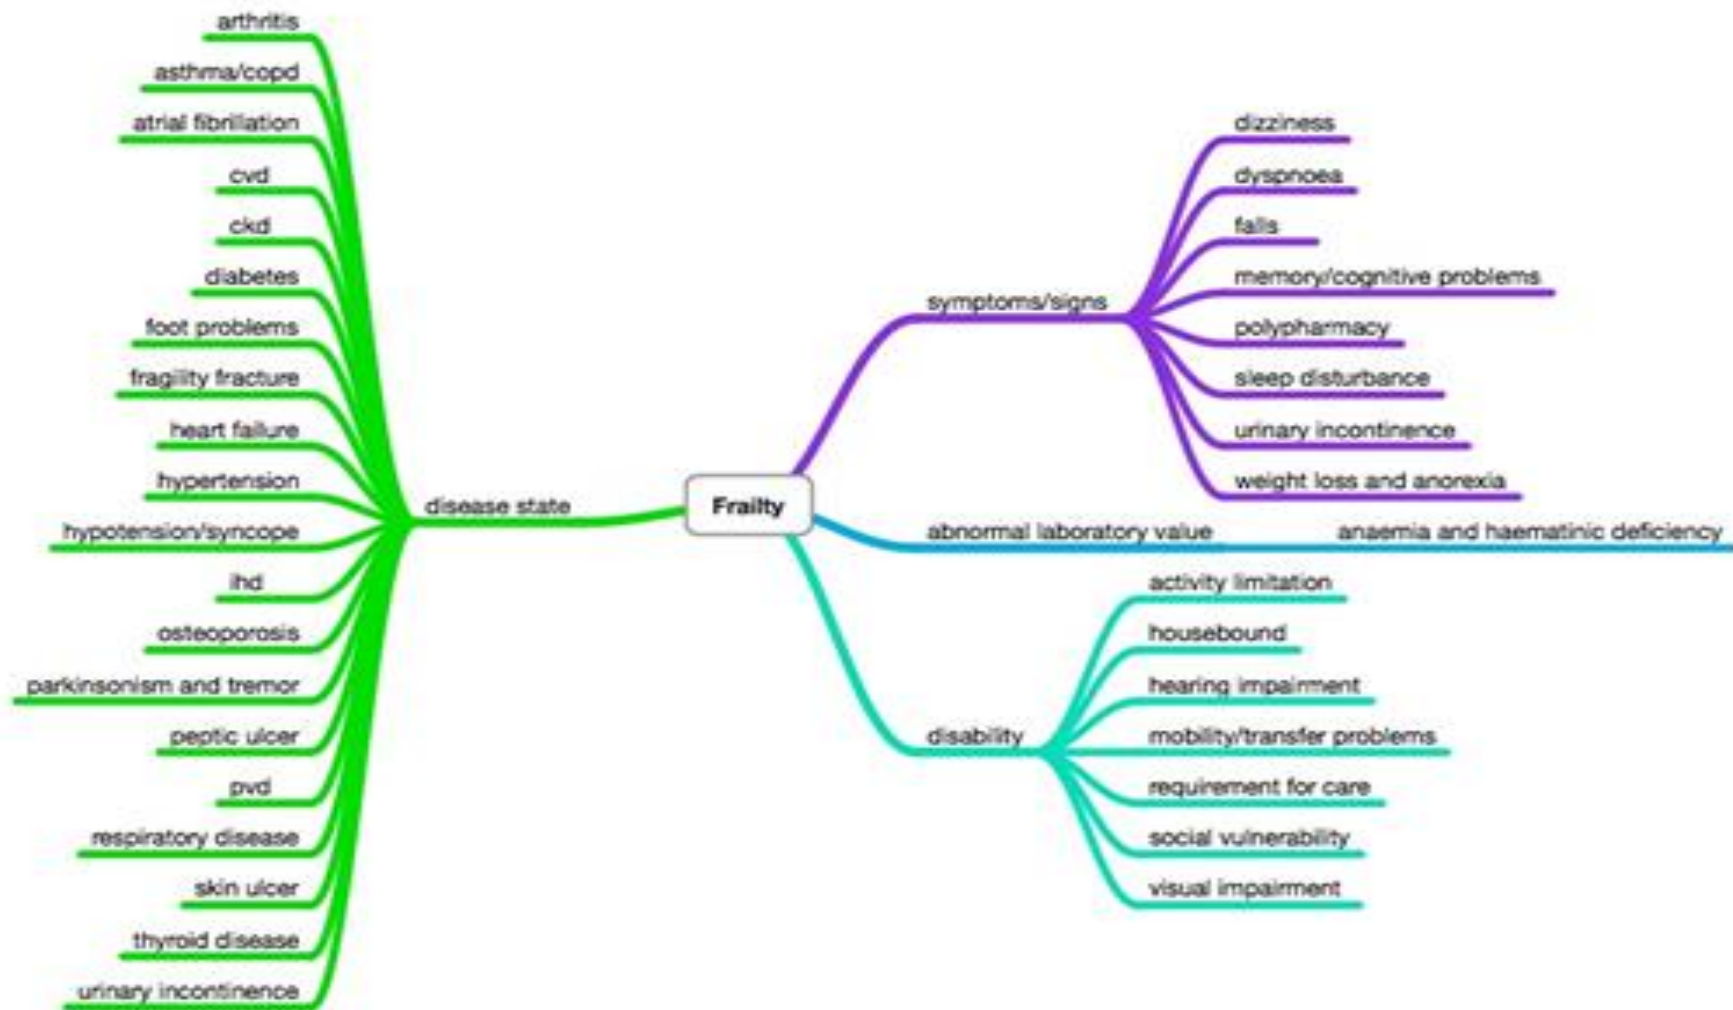 arthritis
asthma/copd
atrial fibrillation
cvd
ckd
diabetes
foot problems
fragility fracture
heart failure
hypertension
hypotension/syncope
ihd
osteoporosis
parkinsonism and tremor
peptic ulcer
pvd
respiratory disease
skin ulcer
thyroid disease
urinary incontinence
disease state
Frailty
symptoms/signs
dizziness
dyspnoea
falls
memory/cognitive problems
polypharmacy
sleep disturbance
urinary incontinence
weight loss and anorexia
abnormal laboratory value
anaemia and haematinic deficiency
disability
activity limitation
housebound
hearing impairment
mobility/transfer problems
requirement for care
social vulnerability
visual impairment